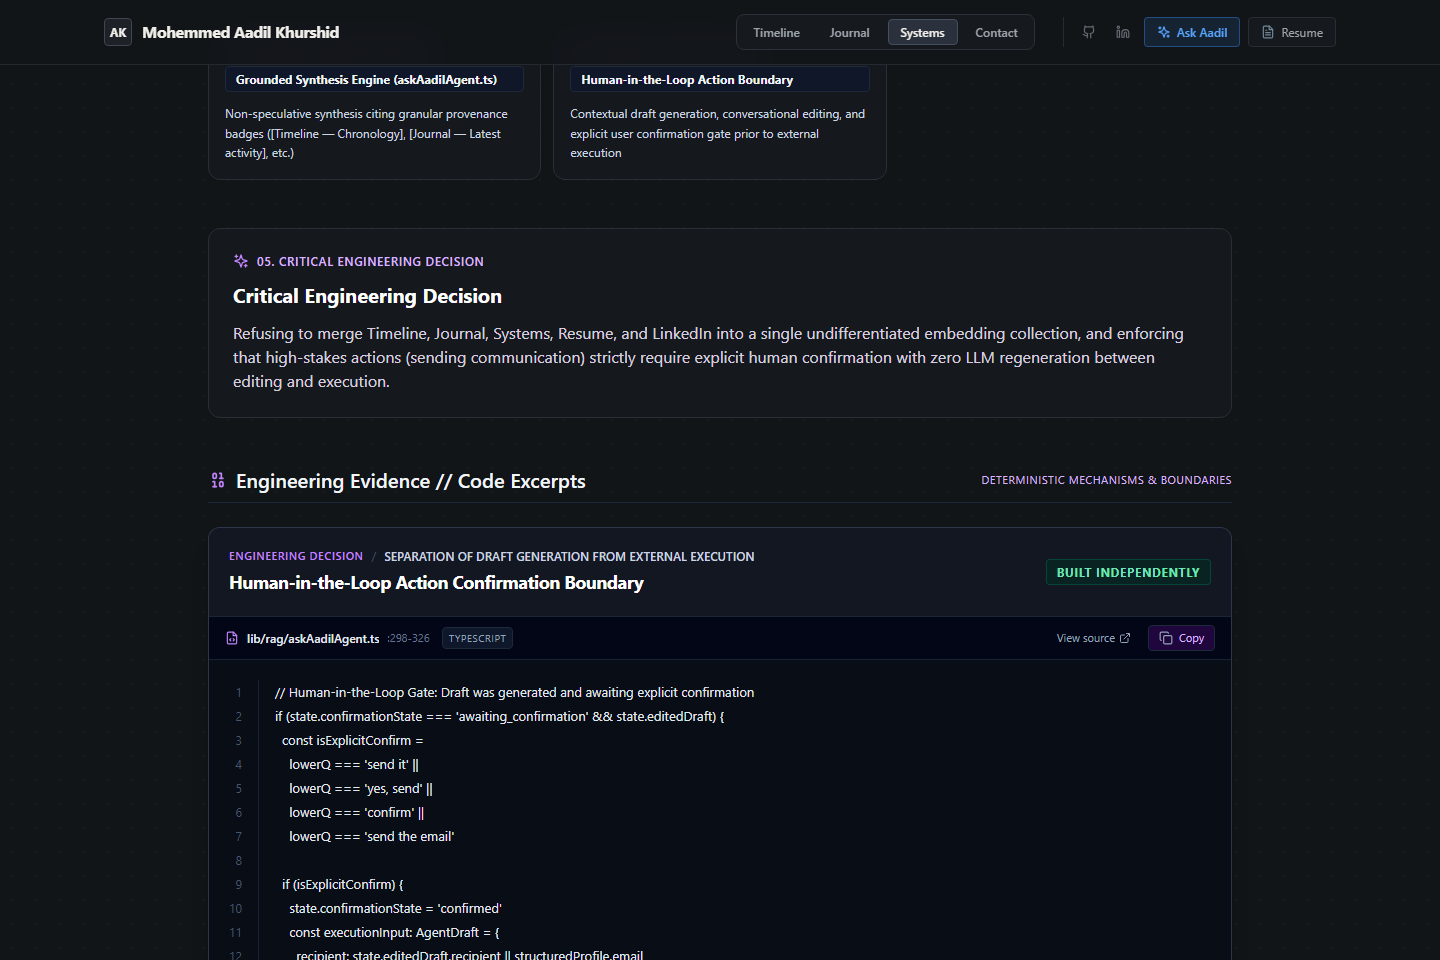 AK Mohemmed Aadil Khurshid
Timeline Journal Systems Contact
Ask Aadil
Resume
Grounded Synthesis Engine (askAadilAgent.ts)
Non-speculative synthesis citing granular provenance
badges ([Timeline — Chronology], [Journal — Latest
activity], etc.)
Human-in-the-Loop Action Boundary
Contextual draft generation, conversational editing, and
explicit user confirmation gate prior to external
execution
05. CRITICAL ENGINEERING DECISION
Critical Engineering Decision
Refusing to merge Timeline, Journal, Systems, Resume, and LinkedIn into a single undifferentiated embedding collection, and enforcing
that high-stakes actions (sending communication) strictly require explicit human confirmation with zero LLM regeneration between
editing and execution.
Engineering Evidence // Code Excerpts
DETERMINISTIC MECHANISMS & BOUNDARIES
ENGINEERING DECISION / SEPARATION OF DRAFT GENERATION FROM EXTERNAL EXECUTION
Human-in-the-Loop Action Confirmation Boundary
BUILT INDEPENDENTLY
lib/rag/askAadilAgent.ts :298-326 TYPESCRIPT
View source
Copy
1 // Human-in-the-Loop Gate: Draft was generated and awaiting explicit confirmation
2 if (state.confirmationState === 'awaiting_confirmation' && state.editedDraft) {
3 const isExplicitConfirm =
4 lowerQ === 'send it' ||
5 lowerQ === 'yes, send' ||
6 lowerQ === 'confirm' ||
7 lowerQ === 'send the email'
8
9 if (isExplicitConfirm) {
10 state.confirmationState = 'confirmed'
11 const executionInput: AgentDraft = {
12 recipient: state.editedDraft.recipient || structuredProfile.email